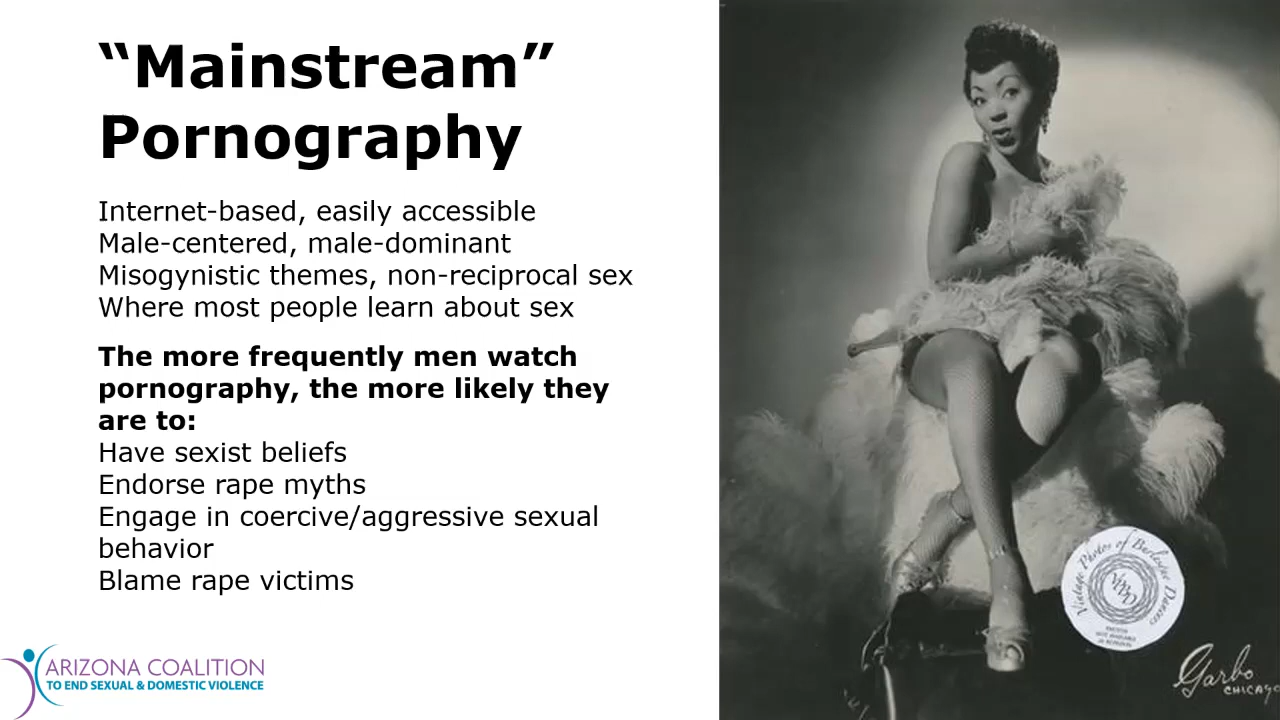 “Mainstream”
Pornography
Internet-based, easily accessible
Male-centered, male-dominant
Misogynistic themes, non-reciprocal sex
Where most people learn about sex
The more frequently men watch
pornography, the more likely they
are to:
Have sexist beliefs
Endorse rape myths
Engage in coercive/aggressive sexual
behavior
Blame rape victims
ARIZONA COALITION
TO END SEXUAL & DOMESTIC VIOLENCE
Vintage Photos of Burlesque Dancers
VPBD
Garbo
CHICAGO